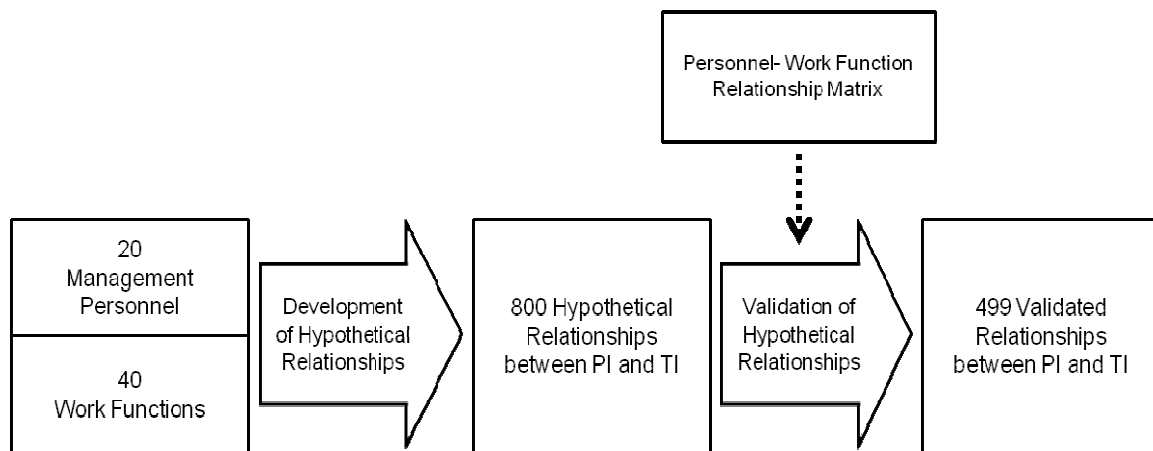 Personnel- Work Function
Relationship Matrix
20
Management
Personnel
40
Work Functions
Development
of Hypothetical
Relationships
800 Hypothetical
Relationships
between PI and TI
Validation of
Hypothetical
Relationships
499 Validated
Relationships
between PI and TI